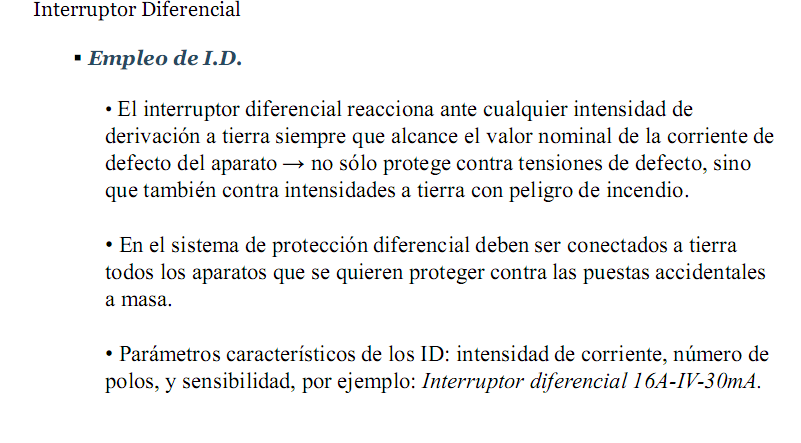 Interruptor Diferencial
▪ Empleo de I.D.
• El interruptor diferencial reacciona ante cualquier intensidad de
derivación a tierra siempre que alcance el valor nominal de la corriente de
defecto del aparato → no sólo protege contra tensiones de defecto, sino
que también contra intensidades a tierra con peligro de incendio.
• En el sistema de protección diferencial deben ser conectados a tierra
todos los aparatos que se quieren proteger contra las puestas accidentales
a masa.
• Parámetros característicos de los ID: intensidad de corriente, número de
polos, y sensibilidad, por ejemplo: Interruptor diferencial 16A-IV-30mA.